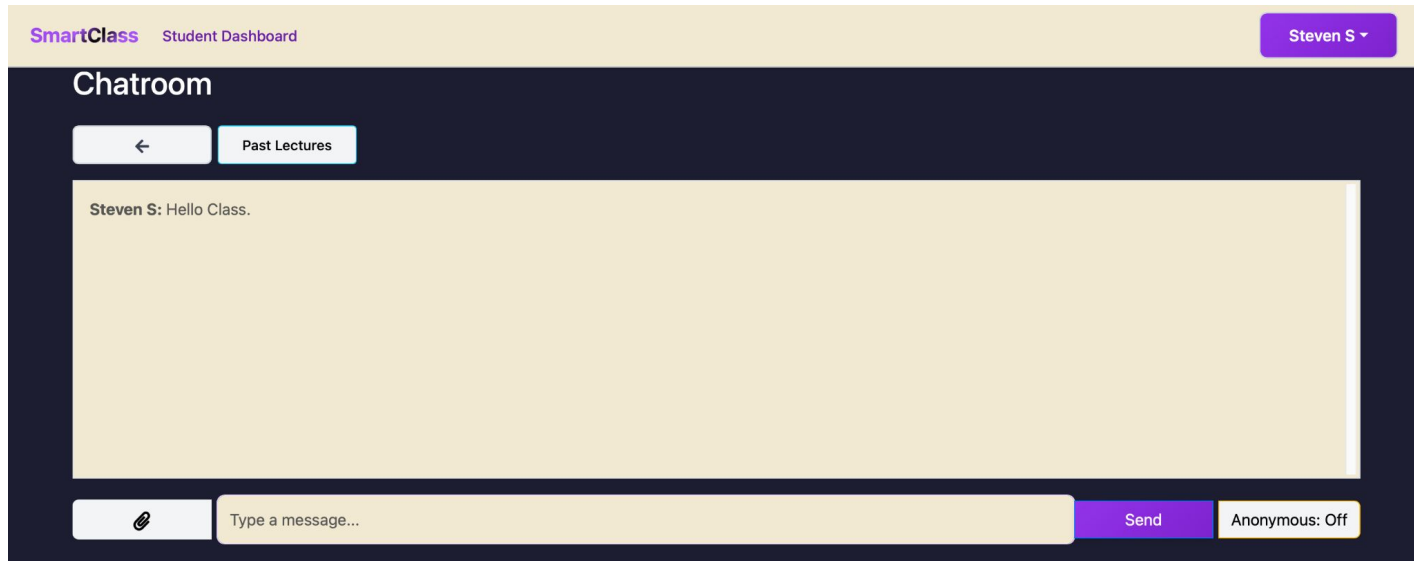 SmartClass Student Dashboard Steven S
Chatroom
Past Lectures
Steven S: Hello Class.
Type a message... Send Anonymous: Off